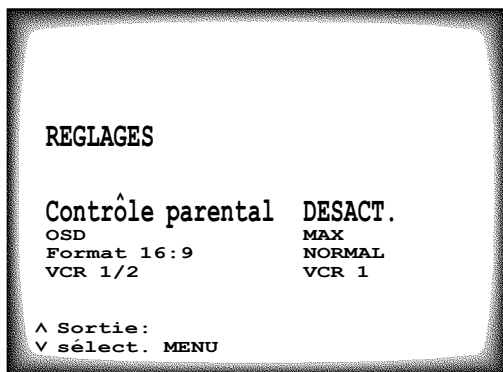 REGLAGES
Contrôle parental DESACT.
OSD MAX
Format 16:9 NORMAL
VCR 1/2 VCR 1
∧ Sortie:
∨ sélect. MENU